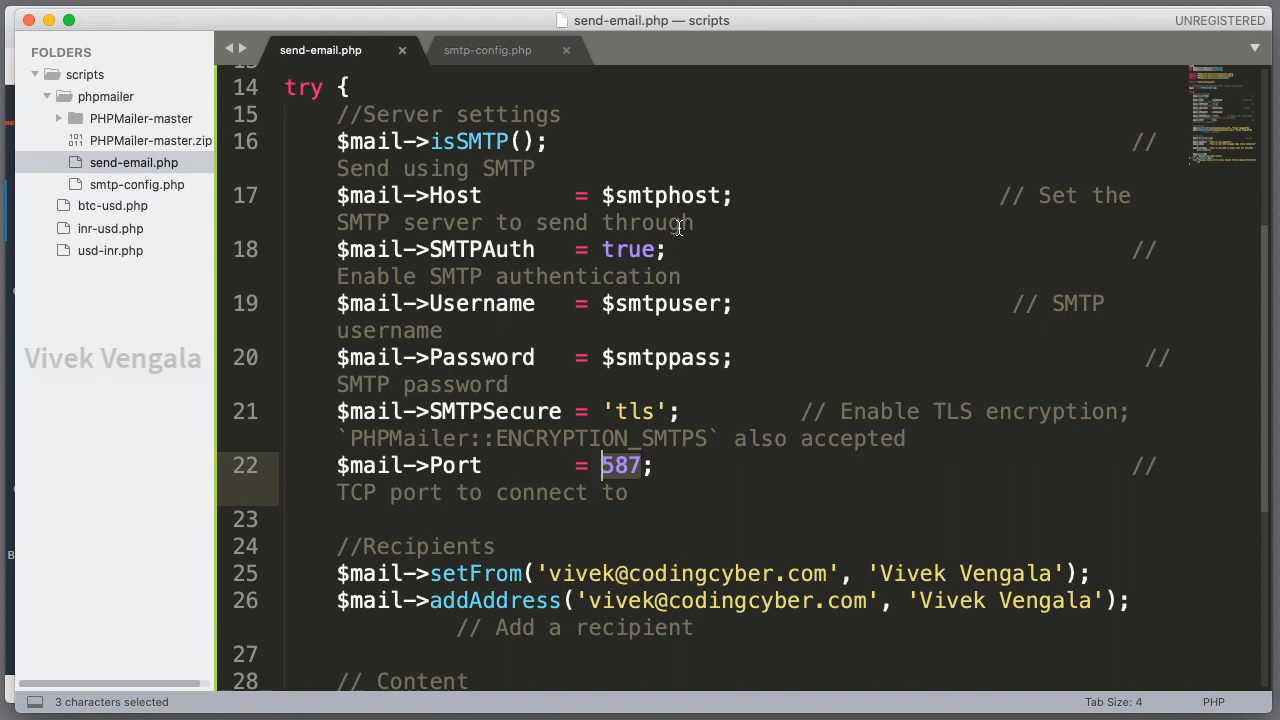 send-email.php — scripts
UNREGISTERED
FOLDERS
scripts
phpmailer
PHPMailer-master
PHPMailer-master.zip
send-email.php
smtp-config.php
btc-usd.php
inr-usd.php
usd-inr.php
Vivek Vengala
send-email.php
smtp-config.php
14 try {
15 //Server settings
16 $mail->isSMTP(); //
Send using SMTP
17 $mail->Host = $smtphost; // Set the
SMTP server to send through
18 $mail->SMTPAuth = true; //
Enable SMTP authentication
19 $mail->Username = $smtpuser; // SMTP
username
20 $mail->Password = $smtppass; //
SMTP password
21 $mail->SMTPSecure = 'tls'; // Enable TLS encryption;
`PHPMailer::ENCRYPTION_SMTPS` also accepted
22 $mail->Port = 587; //
TCP port to connect to
23
24 //Recipients
25 $mail->setFrom('vivek@codingcyber.com', 'Vivek Vengala');
26 $mail->addAddress('vivek@codingcyber.com', 'Vivek Vengala');
// Add a recipient
27
28 // Content
3 characters selected
Tab Size: 4
PHP